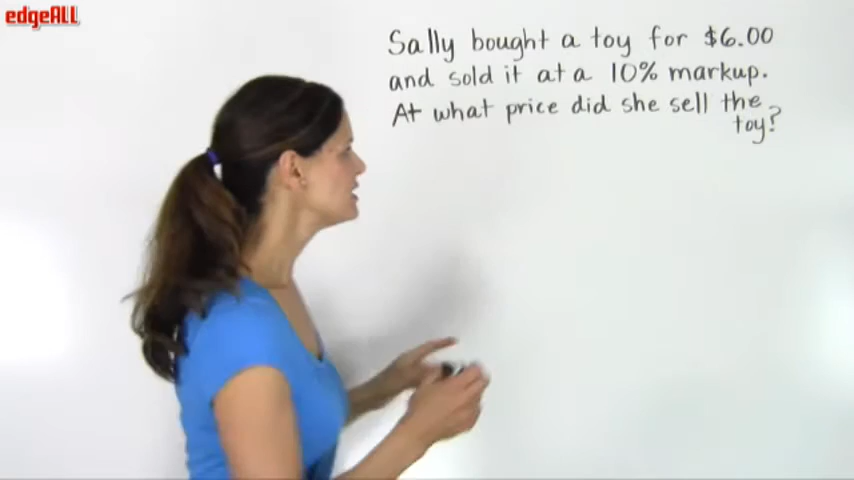 edgeALL
Sally bought a toy for $6.00
and sold it at a 10% markup.
At what price did she sell the
toy?